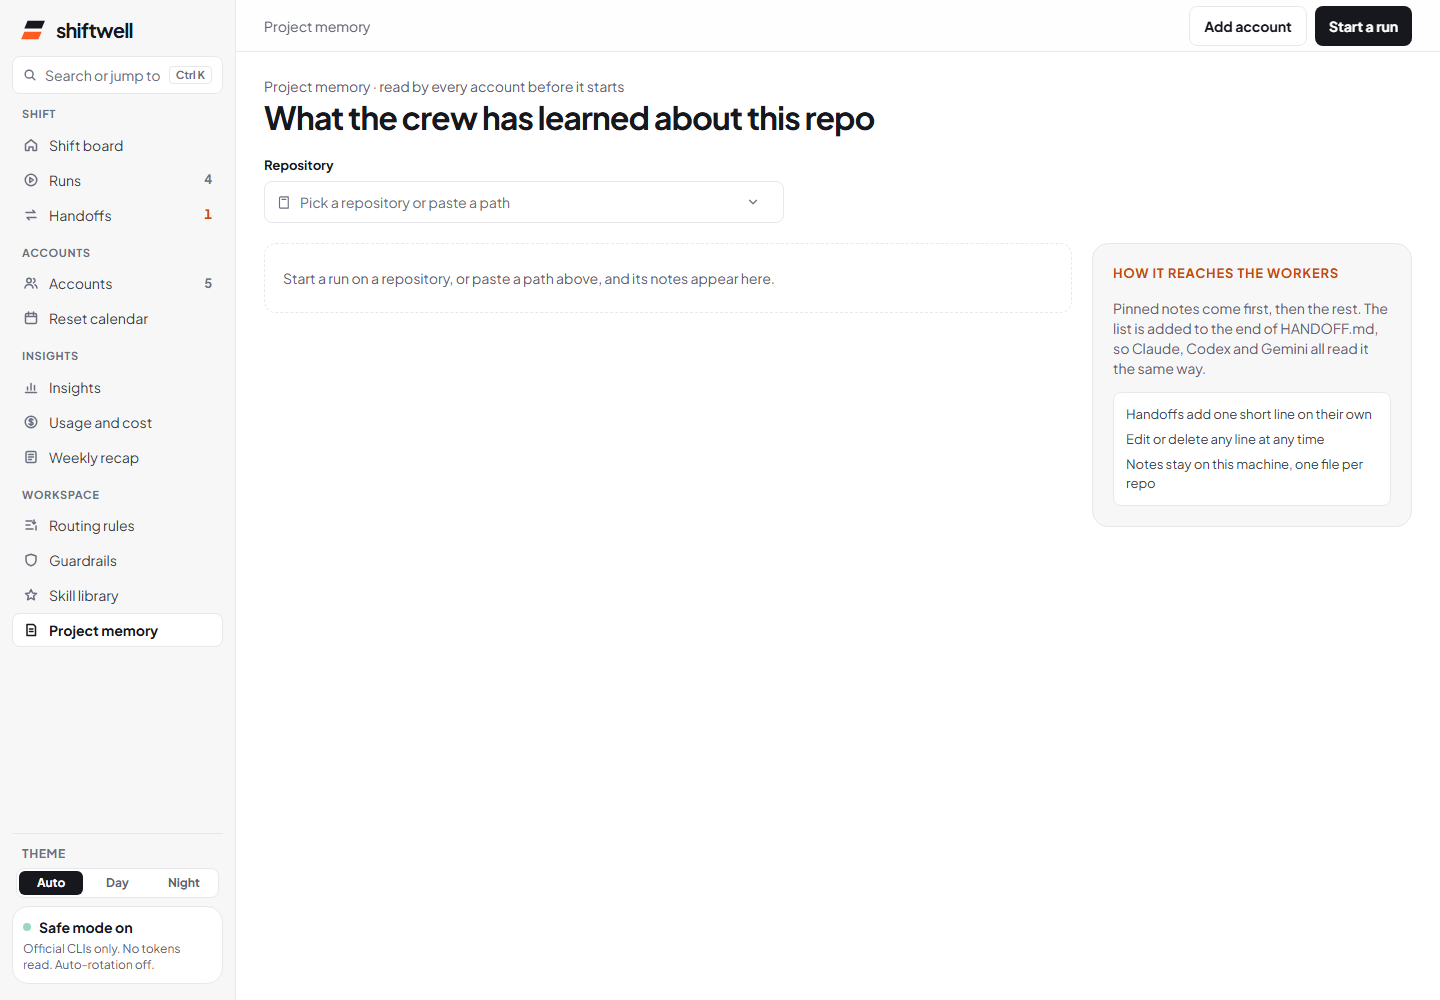 shiftwell
Search or jump to
Ctrl K
SHIFT
Shift board
Runs
4
Handoffs
1
ACCOUNTS
Accounts
5
Reset calendar
INSIGHTS
Insights
Usage and cost
Weekly recap
WORKSPACE
Routing rules
Guardrails
Skill library
Project memory
THEME
Auto
Day
Night
Safe mode on
Official CLIs only. No tokens
read. Auto-rotation off.
Project memory
Add account
Start a run
Project memory · read by every account before it starts
What the crew has learned about this repo
Repository
Pick a repository or paste a path
Start a run on a repository, or paste a path above, and its notes appear here.
HOW IT REACHES THE WORKERS
Pinned notes come first, then the rest. The
list is added to the end of HANDOFF.md,
so Claude, Codex and Gemini all read it
the same way.
Handoffs add one short line on their own
Edit or delete any line at any time
Notes stay on this machine, one file per
repo